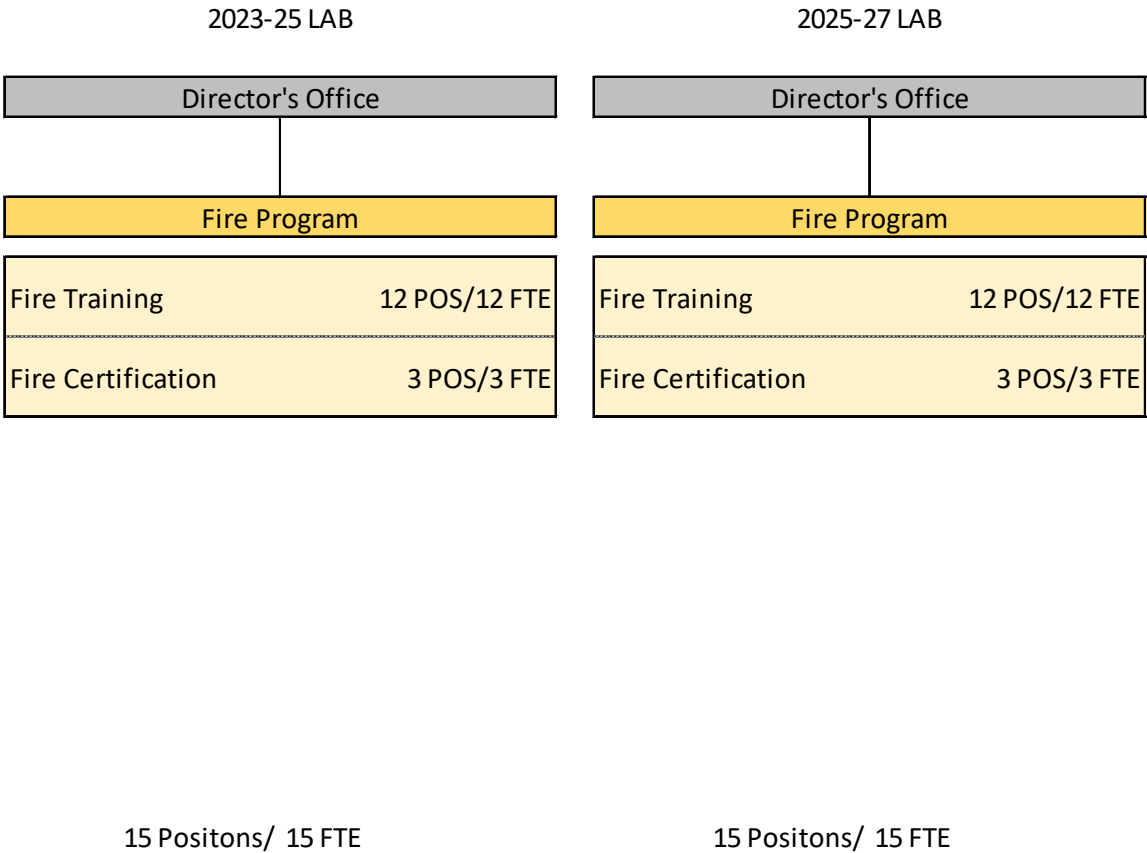 2023-25 LAB 2025-27 LAB
Director's Office Director's Office
Fire Program Fire Program
Fire Training 12 POS/12 FTE Fire Training 12 POS/12 FTE
Fire Certification 3 POS/3 FTE Fire Certification 3 POS/3 FTE
15 Positons/ 15 FTE 15 Positons/ 15 FTE